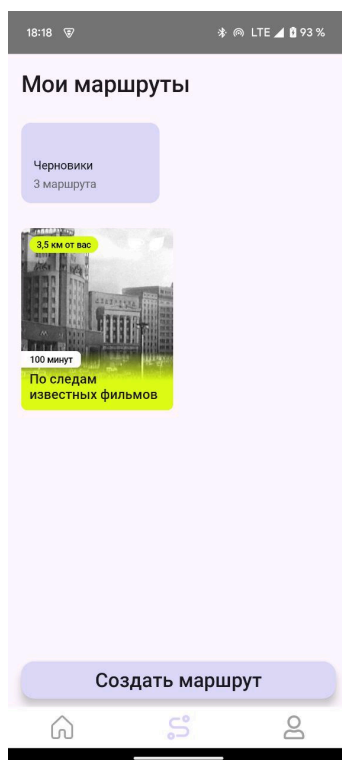 18:18 LTE 93 %
Мои маршруты
Черновики
3 маршрута
3,5 км от вас
100 минут
По следам
известных фильмов
Создать маршрут